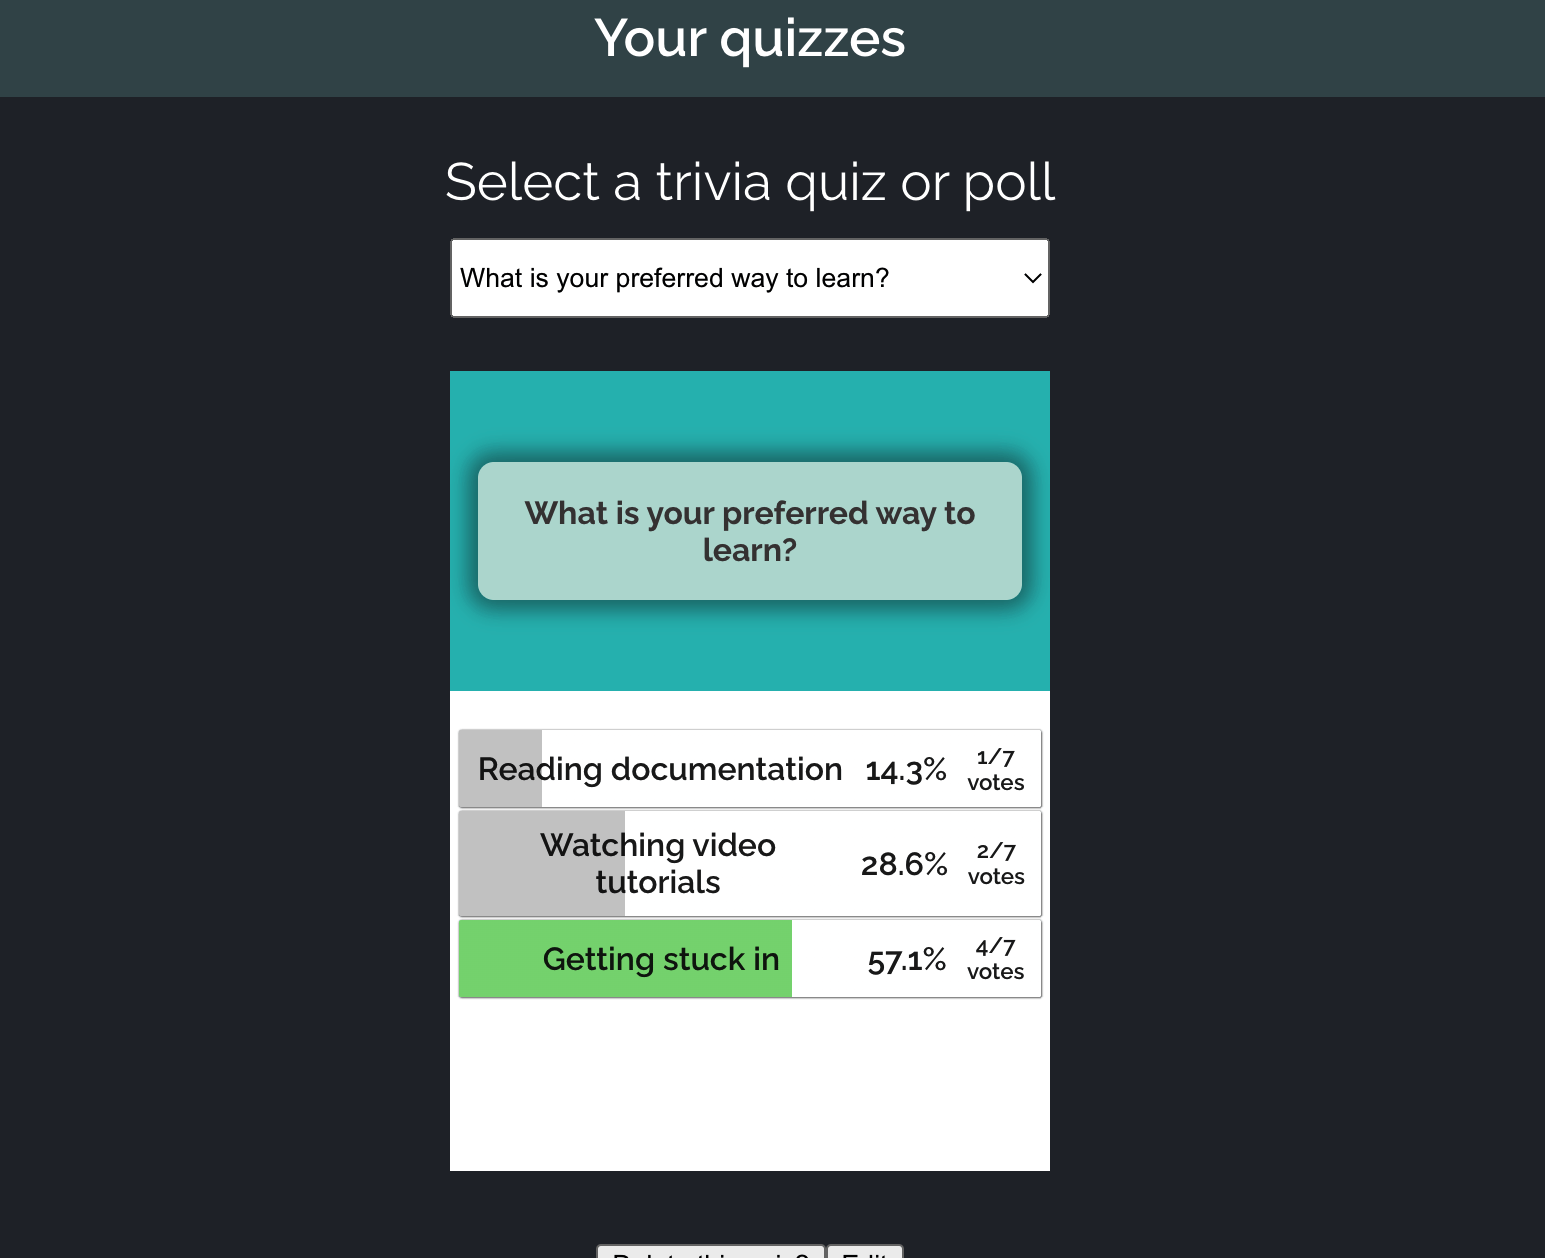 Your quizzes
Select a trivia quiz or poll
What is your preferred way to learn?
What is your preferred way to
learn?
Reading documentation 14.3% 1/7
votes
Watching video
tutorials 28.6% 2/7
votes
Getting stuck in 57.1% 4/7
votes
Edit